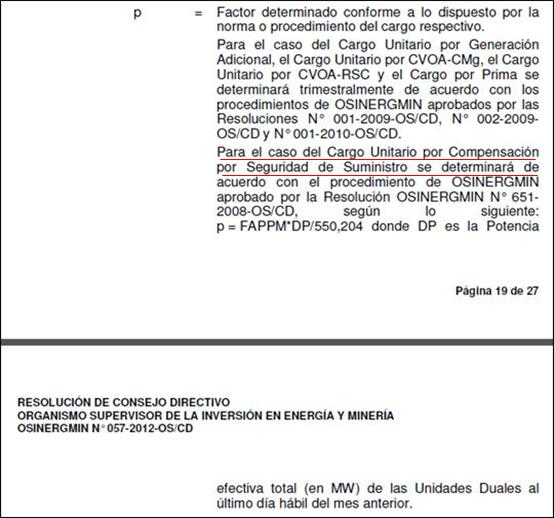 p = Factor determinado conforme a lo dispuesto por la
norma o procedimiento del cargo respectivo.
Para el caso del Cargo Unitario por Generación
Adicional, el Cargo Unitario por CVOA-CMg, el Cargo
Unitario por CVOA-RSC y el Cargo por Prima se
determinará trimestralmente de acuerdo con los
procedimientos de OSINERGMIN aprobados por las
Resoluciones N° 001-2009-OS/CD, N° 002-2009-
OS/CD y N° 001-2010-OS/CD.
Para el caso del Cargo Unitario por Compensación
por Seguridad de Suministro se determinará de
acuerdo con el procedimiento de OSINERGMIN
aprobado por la Resolución OSINERGMIN N° 651-
2008-OS/CD, según lo siguiente:
p = FAPPM*DP/550,204 donde DP es la Potencia
Página 19 de 27
RESOLUCIÓN DE CONSEJO DIRECTIVO
ORGANISMO SUPERVISOR DE LA INVERSIÓN EN ENERGÍA Y MINERÍA
OSINERGMIN N° 057-2012-OS/CD
efectiva total (en MW) de las Unidades Duales al
último día hábil del mes anterior.